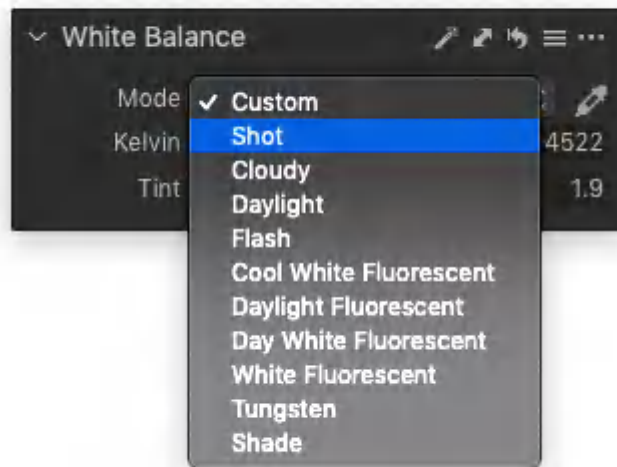 White Balance
Mode
✓ Custom
Kelvin
Shot
4522
Cloudy
Tint
Daylight
1.9
Flash
Cool White Fluorescent
Daylight Fluorescent
Day White Fluorescent
White Fluorescent
Tungsten
Shade